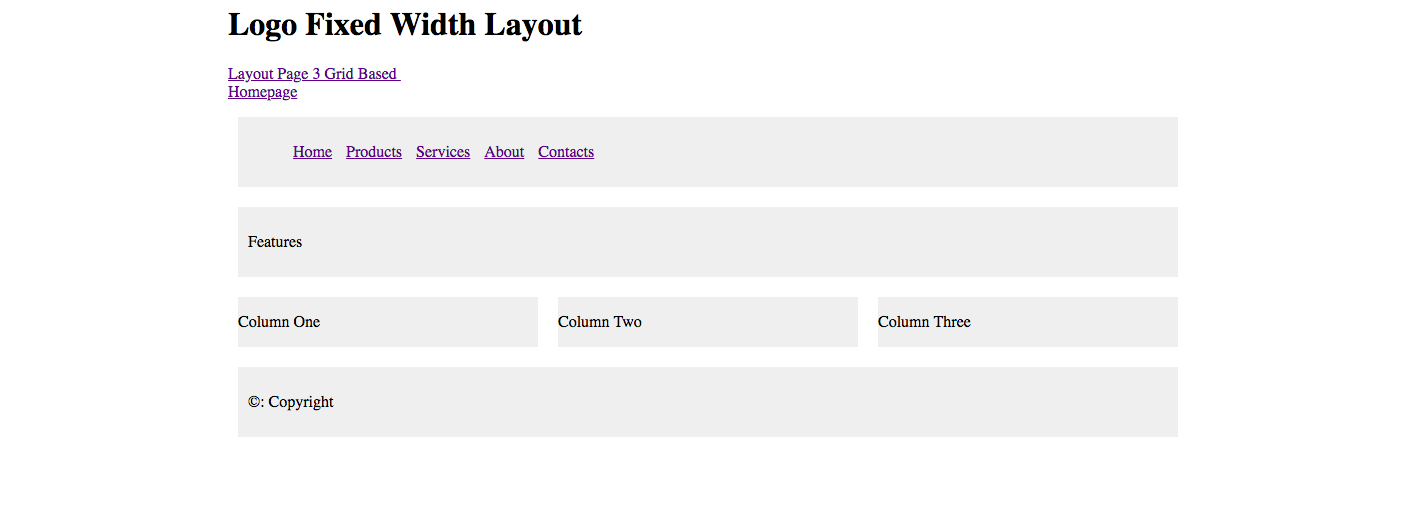 Logo Fixed Width Layout
Layout Page 3 Grid Based
Homepage
Home Products Services About Contacts
Features
Column One Column Two Column Three
©: Copyright